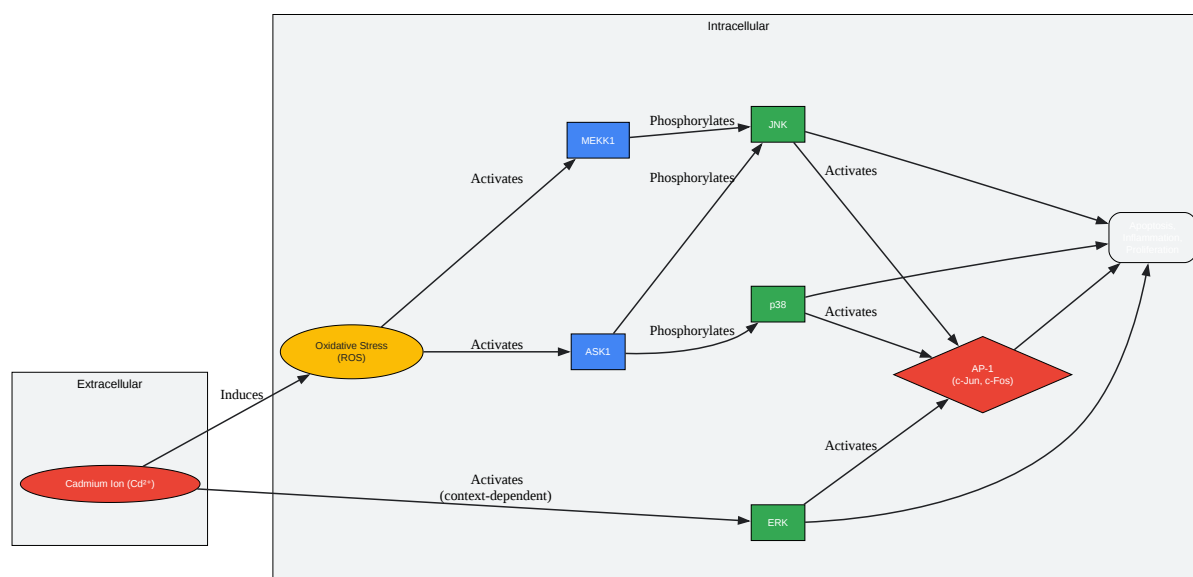 Intracellular
Phosphorylates
JNK
MEKK1
Phosphorylates
Activates
Activates
Phosphorylates
p38
Activates
Oxidative Stress
(ROS)
Activates
ASK1
AP-1
(c-Jun, c-Fos)
Extracellular
Induces
Activates
Cadmium Ion (Cd²⁺)
Activates
(context-dependent)
ERK